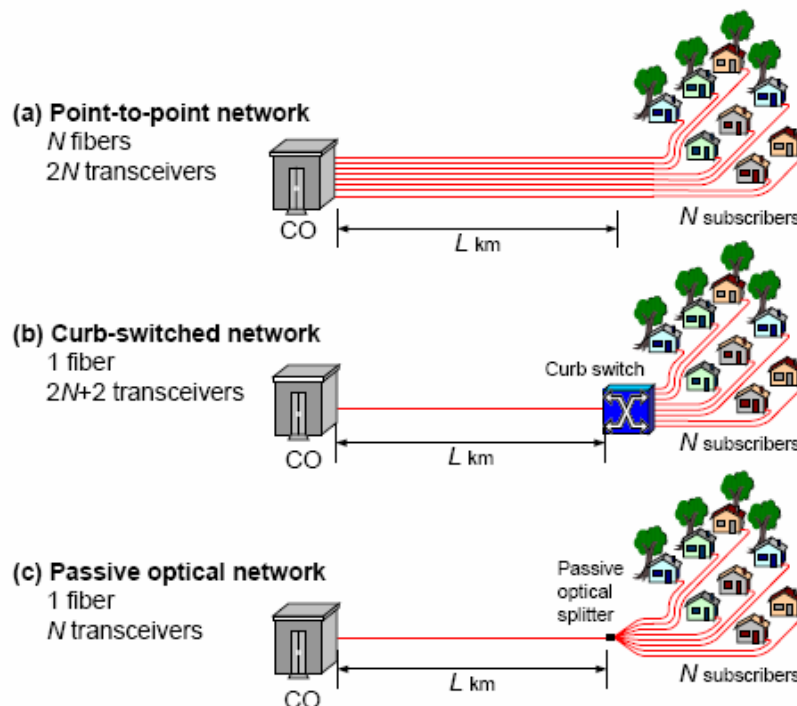 (a) Point-to-point network
N fibers
2N transceivers
CO
L km
N subscribers
(b) Curb-switched network
1 fiber
2N+2 transceivers
Curb switch
CO
L km
N subscribers
(c) Passive optical network
1 fiber
N transceivers
Passive
optical
splitter
CO
L km
N subscribers